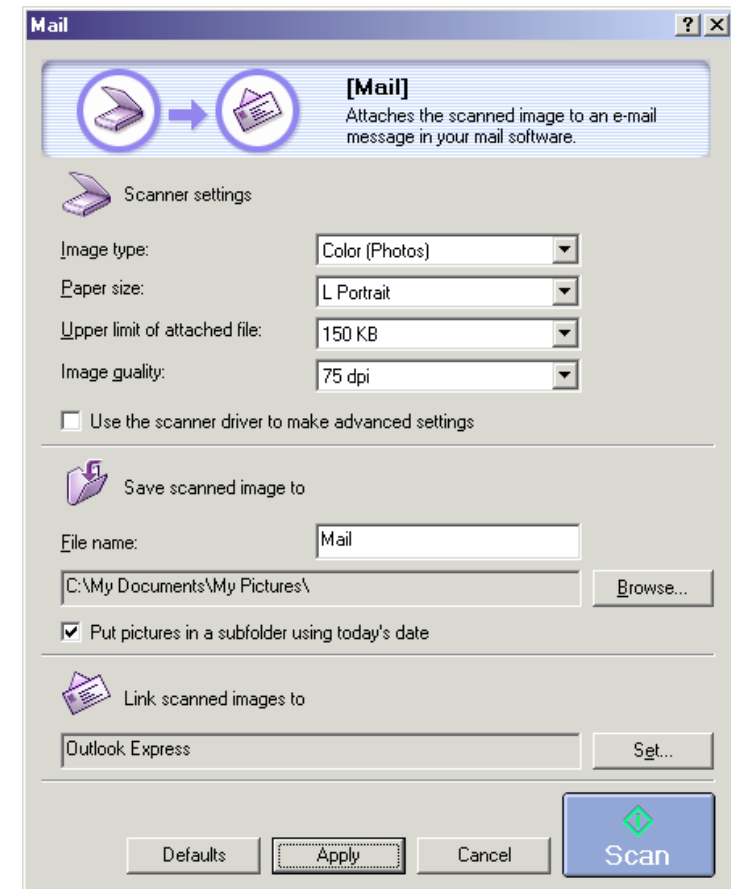 Mail
[Mail]
Attaches the scanned image to an e-mail
message in your mail software.
Scanner settings
Image type: Color (Photos)
Paper size: L Portrait
Upper limit of attached file: 150 KB
Image quality: 75 dpi
Use the scanner driver to make advanced settings
Save scanned image to
File name: Mail
C:\My Documents\My Pictures\ Browse...
Put pictures in a subfolder using today's date
Link scanned images to
Outlook Express Set...
Defaults Apply Cancel Scan